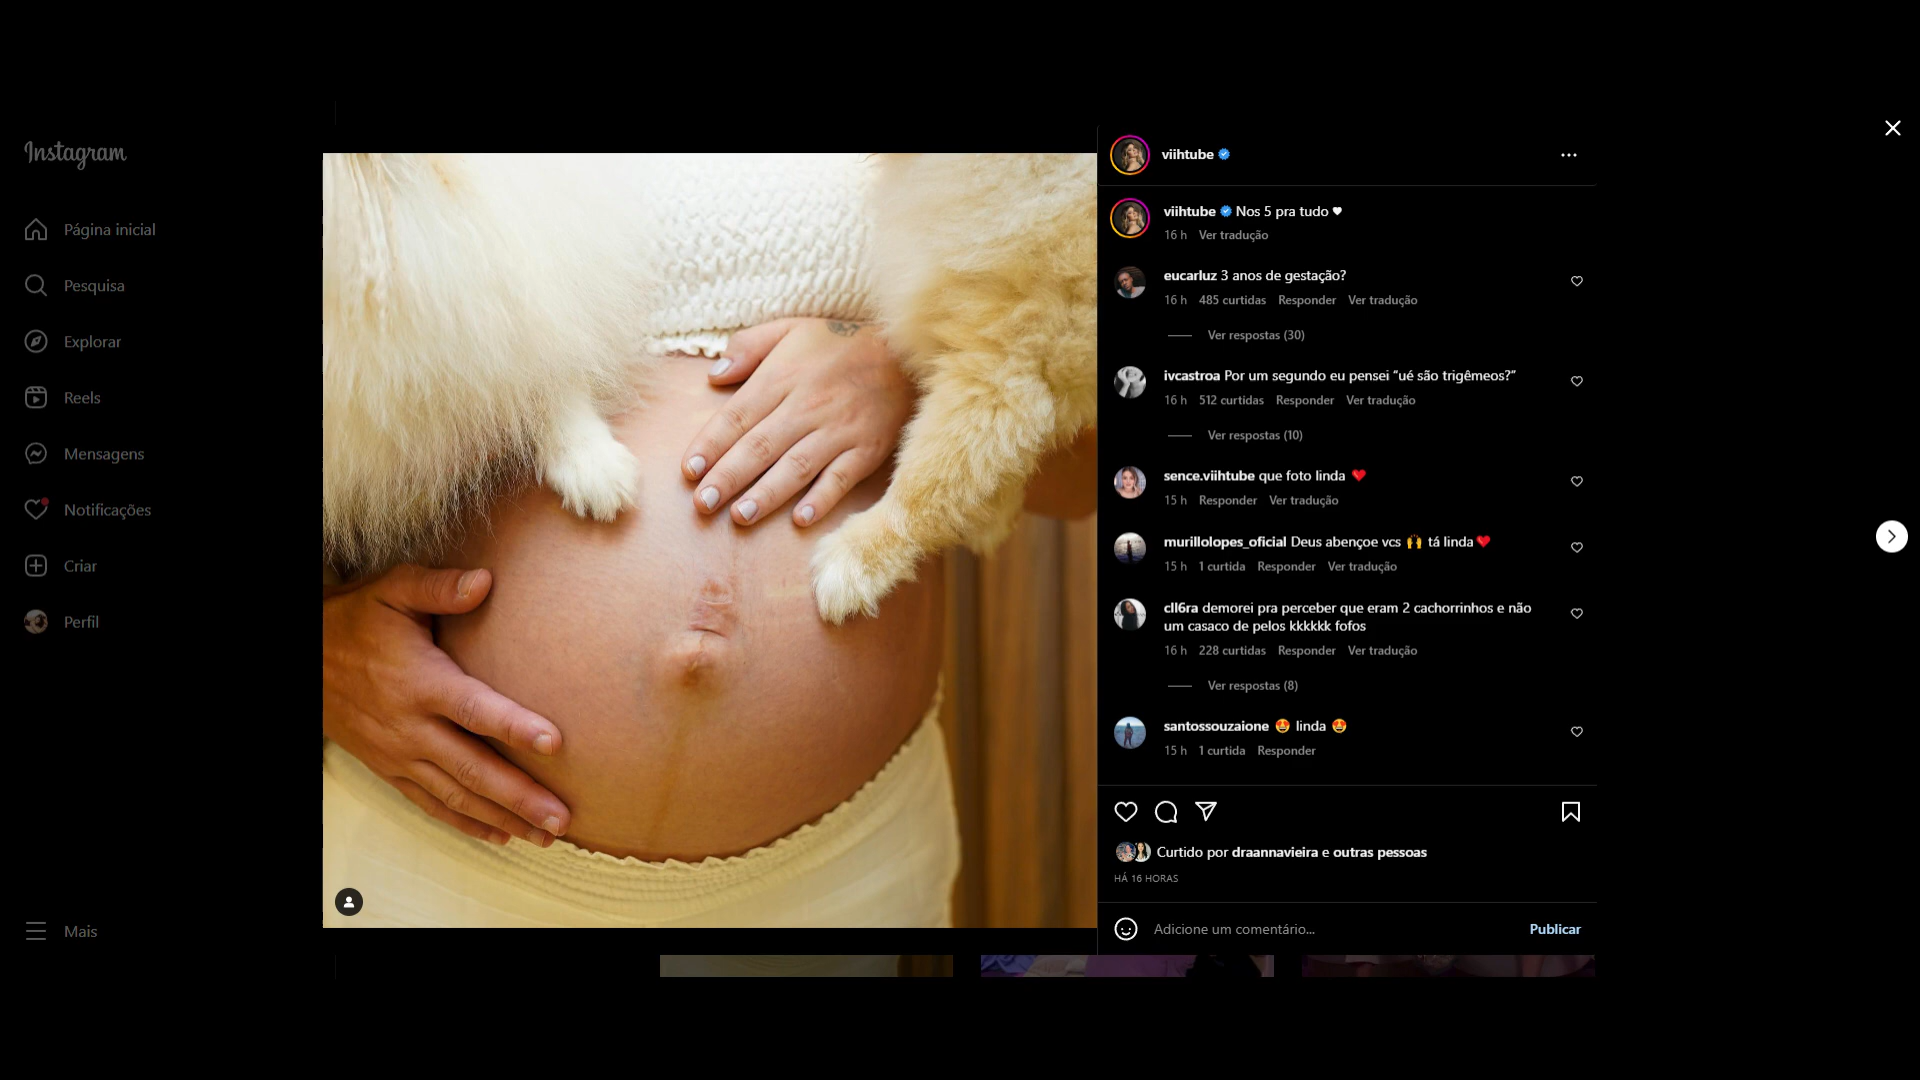 Instagram
Página inicial
Pesquisa
Explorar
Reels
Mensagens
Notificações
Criar
Perfil
Mais
viihtube
viihtube Nos 5 pra tudo
16 h Ver tradução
eucarluz 3 anos de gestação?
16 h 485 curtidas Responder Ver tradução
Ver respostas (30)
ivcastroa Por um segundo eu pensei “ué são trigêmeos?”
16 h 512 curtidas Responder Ver tradução
Ver respostas (10)
sence.viihtube que foto linda
15 h Responder Ver tradução
murillolopes_oficial Deus abençoe vcs 🙌 tá linda❤️
15 h 1 curtida Responder Ver tradução
cll6ra demorei pra perceber que eram 2 cachorrinhos e não
um casaco de pelos kkkkkk fofos
16 h 228 curtidas Responder Ver tradução
Ver respostas (8)
santossouzaione 😍 linda 😍
15 h 1 curtida Responder
Curtido por draannavieira e outras pessoas
HÁ 16 HORAS
Adicione um comentário...
Publicar